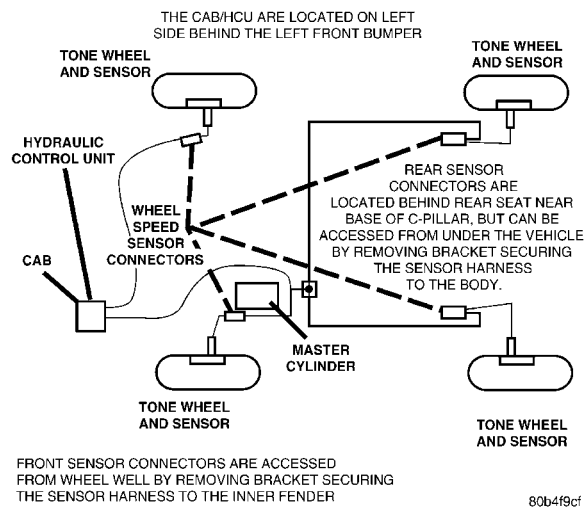 THE CAB/HCU ARE LOCATED ON LEFT
SIDE BEHIND THE LEFT FRONT BUMPER
TONE WHEEL
AND SENSOR
TONE WHEEL
AND SENSOR
HYDRAULIC
CONTROL UNIT
REAR SENSOR
CONNECTORS ARE
LOCATED BEHIND REAR SEAT NEAR
BASE OF C-PILLAR, BUT CAN BE
ACCESSED FROM UNDER THE VEHICLE
BY REMOVING BRACKET SECURING
THE SENSOR HARNESS
TO THE BODY.
WHEEL
SPEED
SENSOR
CONNECTORS
CAB
MASTER
CYLINDER
TONE WHEEL
AND SENSOR
TONE WHEEL
AND SENSOR
FRONT SENSOR CONNECTORS ARE ACCESSED
FROM WHEEL WELL BY REMOVING BRACKET SECURING
THE SENSOR HARNESS TO THE INNER FENDER
80b4f9cf